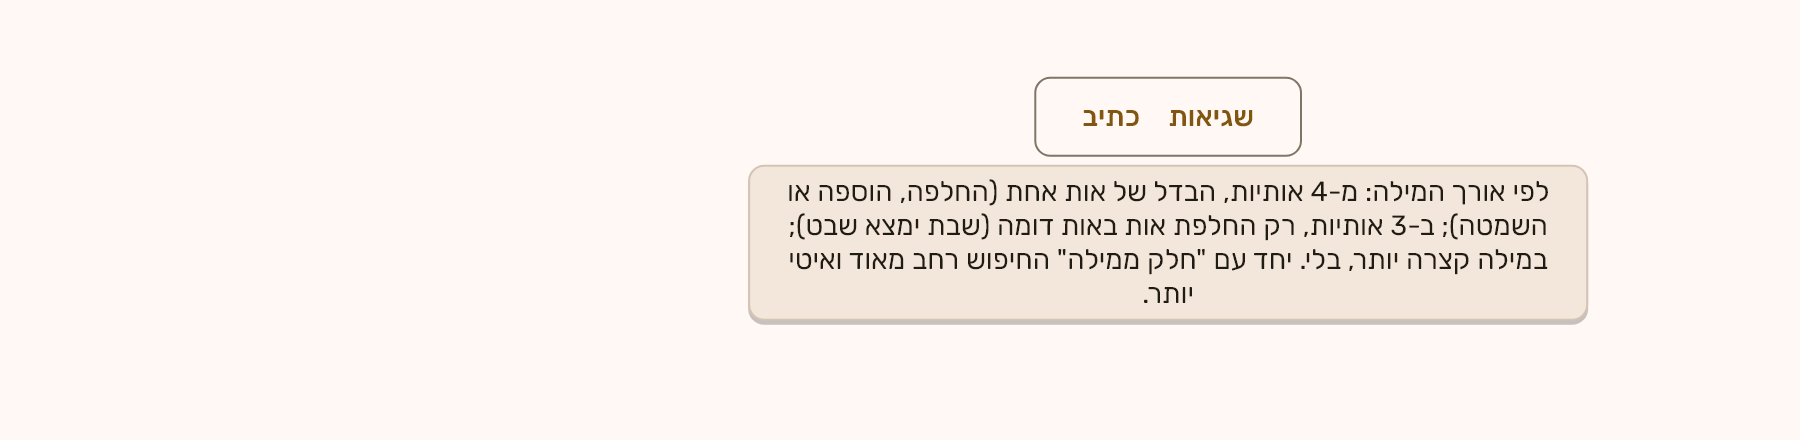 שגיאות כתיב
לפי אורך המילה: מ-4 אותיות, הבדל של אות אחת (החלפה, הוספה או
השמטה); ב-3 אותיות, רק החלפת אות באות דומה (שבת ימצא שבט);
במילה קצרה יותר, בלי. יחד עם "חלק ממילה" החיפוש רחב מאוד ואיטי
יותר.